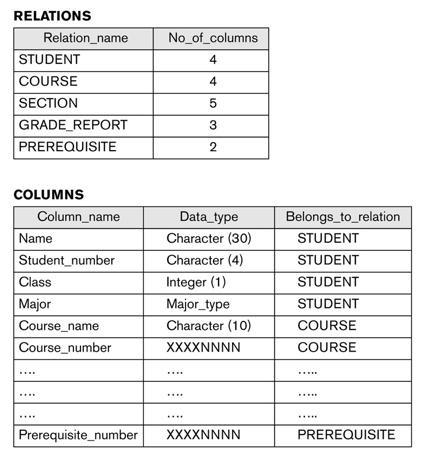 RELATIONS
Relation_name No_of_columns
STUDENT 4
COURSE 4
SECTION 5
GRADE_REPORT 3
PREREQUISITE 2
COLUMNS
Column_name Data_type Belongs_to_relation
Name Character (30) STUDENT
Student_number Character (4) STUDENT
Class Integer (1) STUDENT
Major Major_type STUDENT
Course_name Character (10) COURSE
Course_number XXXXNNNN COURSE
…. …. …..
…. …. …..
…. …. …..
Prerequisite_number XXXXNNNN PREREQUISITE